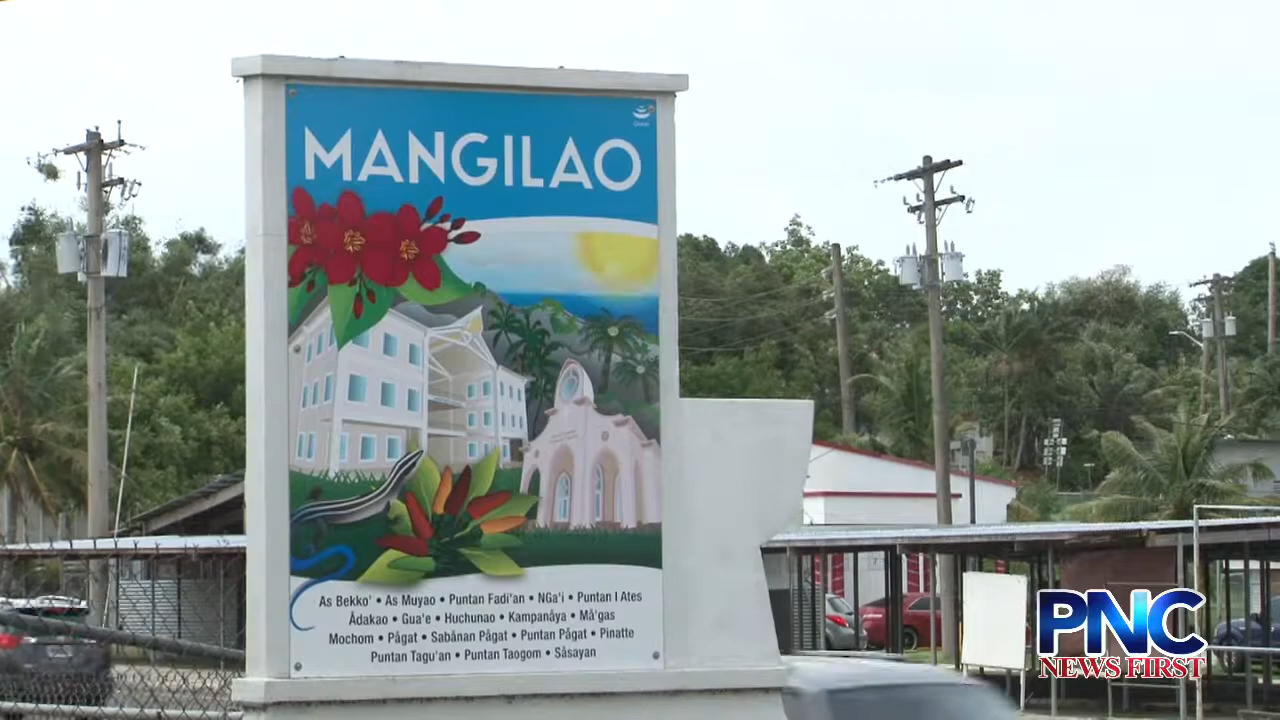 MANGILAO
As Bekko' • As Muyao • Puntan Fadi'an • NGa'i • Puntan I Ates
Ådakao • Gua'e • Huchunao • Kampanåya • Må'gas
Mochom • Pågat • Sabånan Pågat • Puntan Pågat • Pinatte
Puntan Tagu'an • Puntan Taogom • Såsayan
PNC
NEWS FIRST